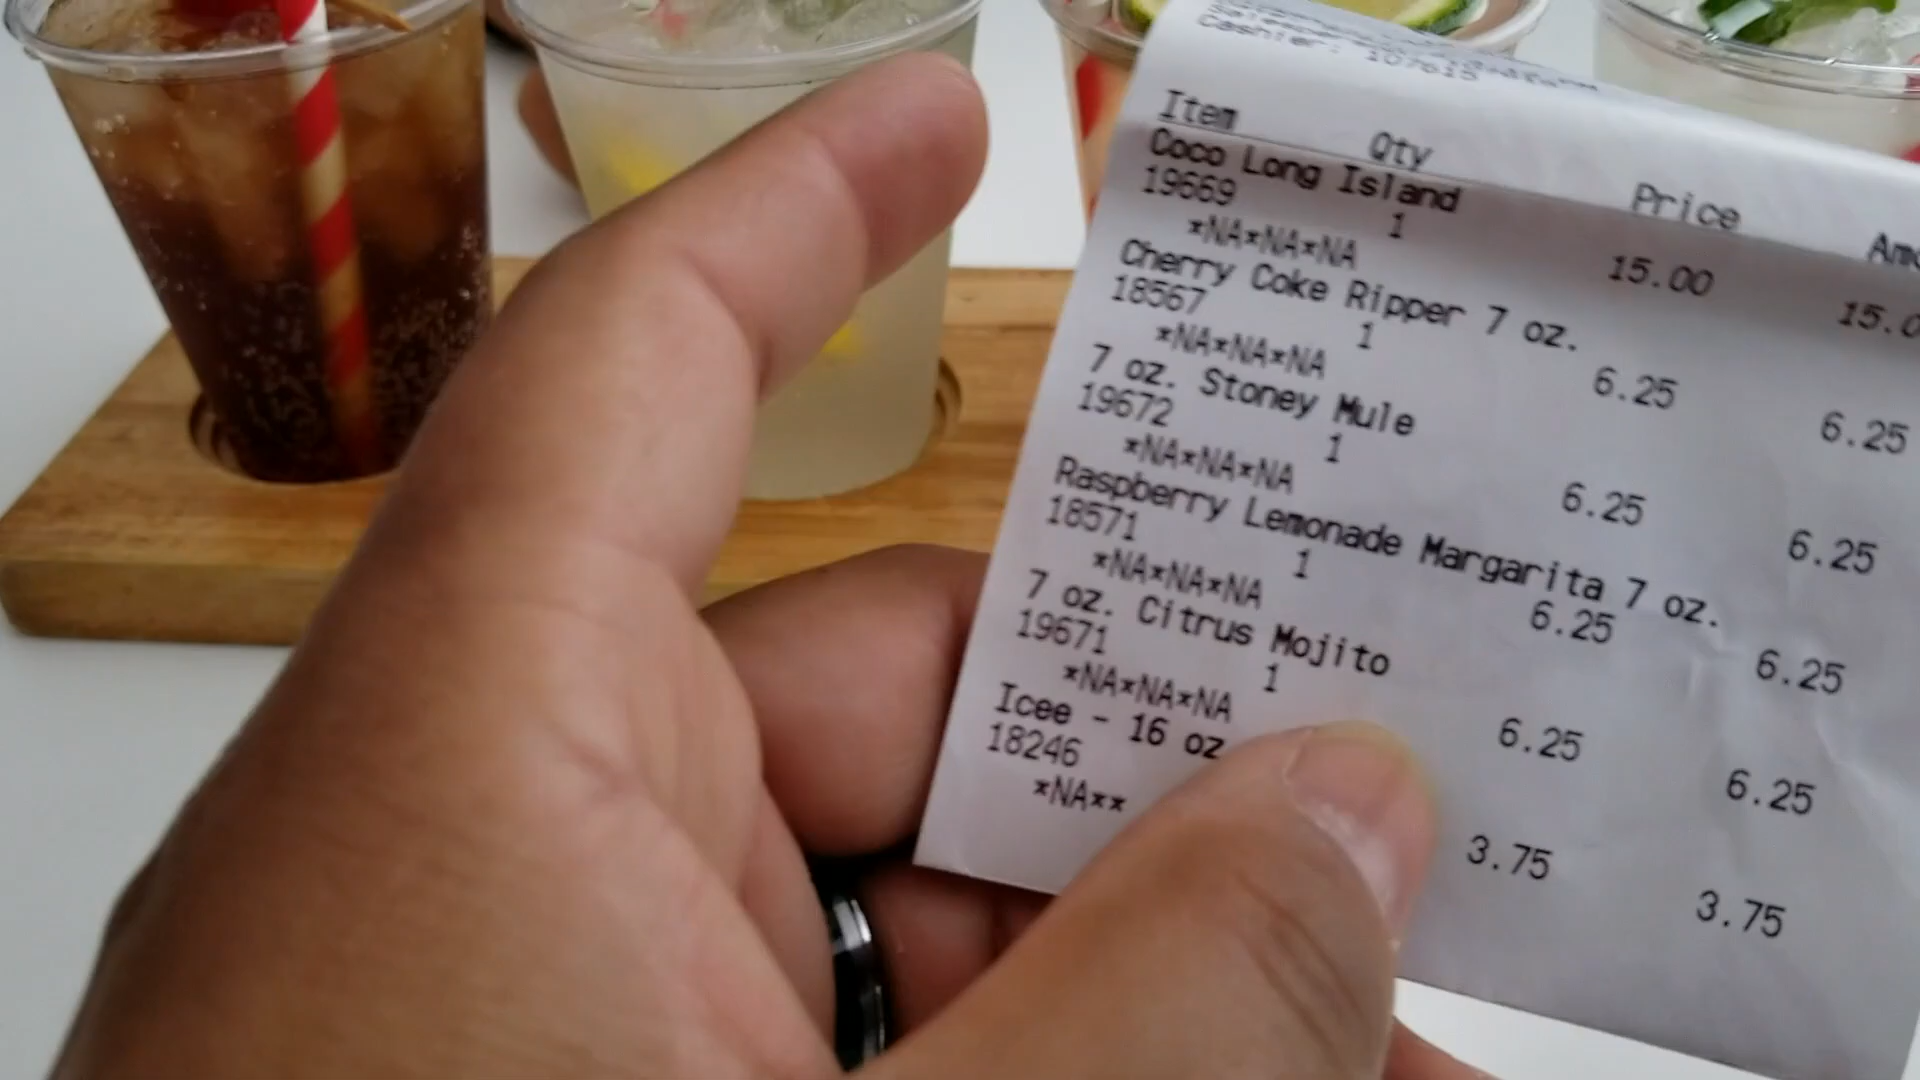 Cashier: 107615
Item Qty Price
Coco Long Island
19669 1 15.00 15.0
*NA*NA*NA
Cherry Coke Ripper 7 oz.
18567 1 6.25 6.25
*NA*NA*NA
7 oz. Stoney Mule
19672 1 6.25 6.25
*NA*NA*NA
Raspberry Lemonade Margarita 7 oz.
18571 1 6.25 6.25
*NA*NA*NA
7 oz. Citrus Mojito
19671 1 6.25 6.25
*NA*NA*NA
Icee - 16 oz
18246 3.75 3.75
*NA**